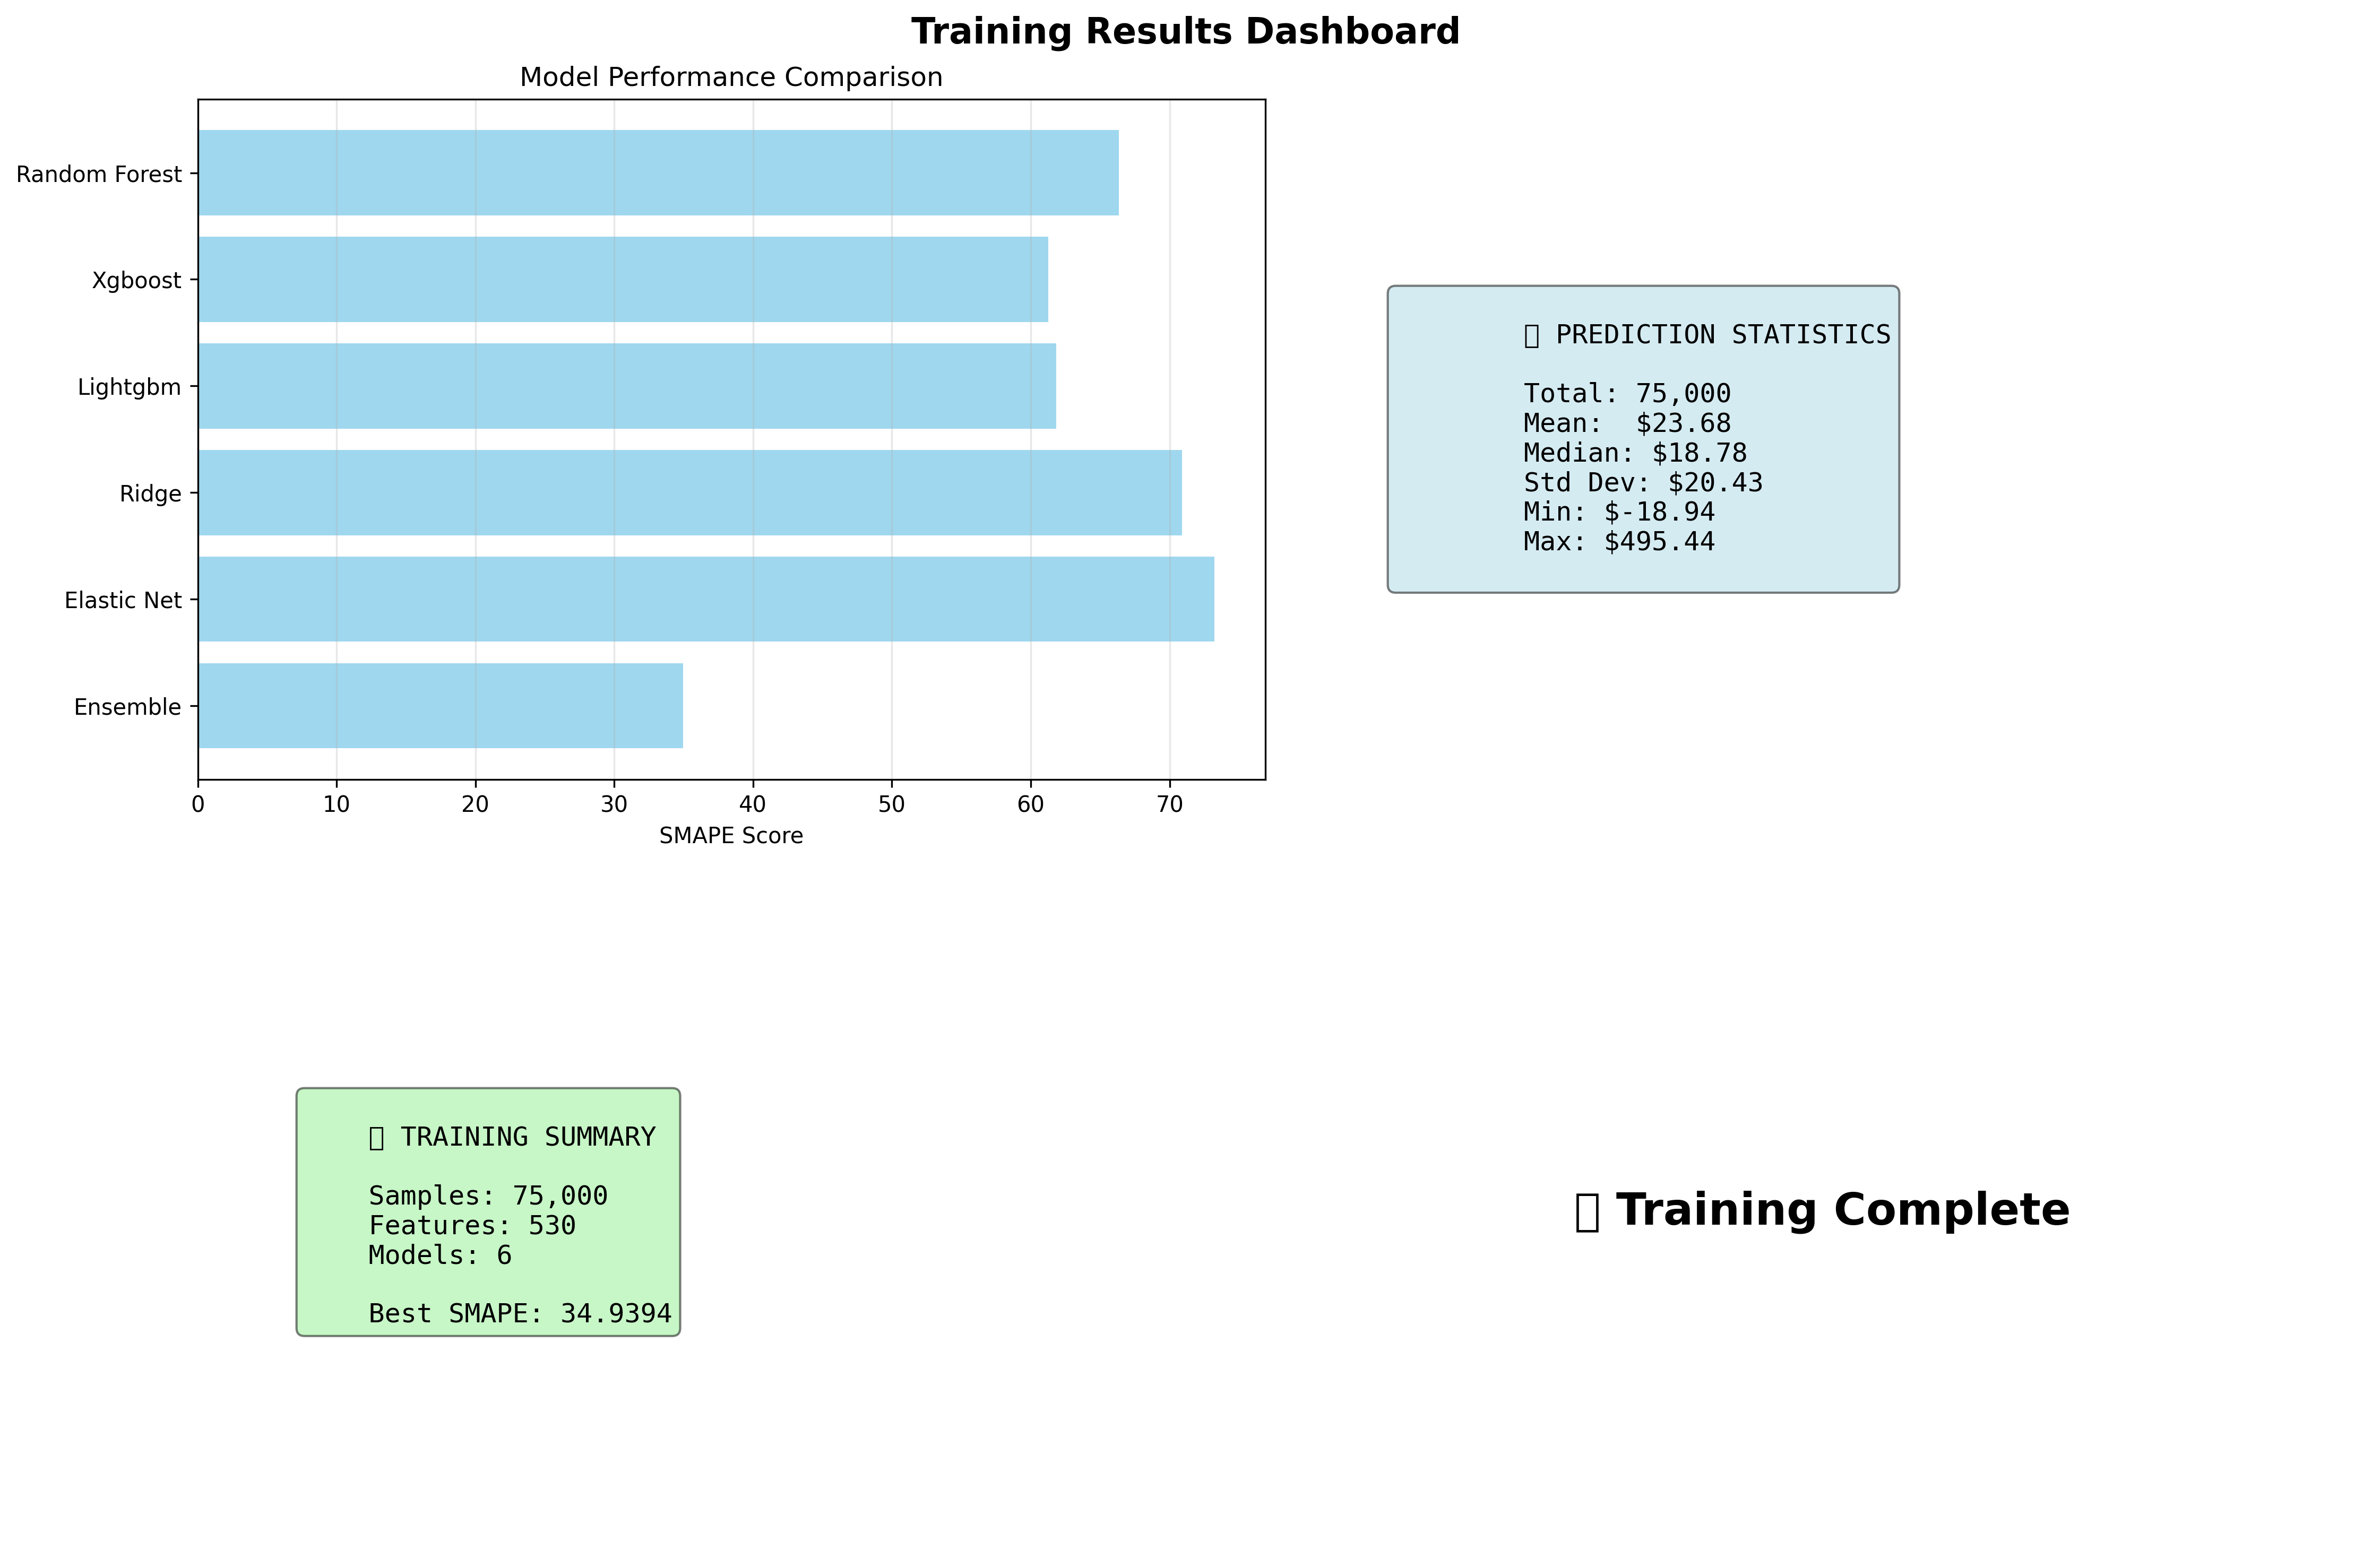 Training Results Dashboard
Model Performance Comparison
Random Forest
Xgboost
Lightgbm
Ridge
Elastic Net
Ensemble
0 10 20 30 40 50 60 70
SMAPE Score
▯ PREDICTION STATISTICS
Total: 75,000
Mean:  $23.68
Median: $18.78
Std Dev: $20.43
Min: $-18.94
Max: $495.44
▯ TRAINING SUMMARY
Samples: 75,000
Features: 530
Models: 6
Best SMAPE: 34.9394
▯ Training Complete